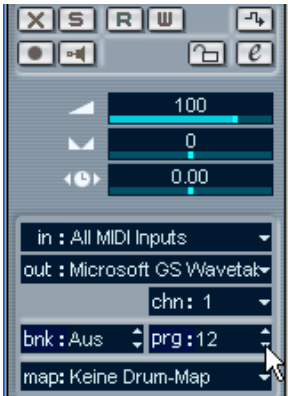 X S R W
e
100
0
0.00
in : All MIDI Inputs
out : Microsoft GS Wavetak
chn: 1
bnk : Aus prg :12
map: Keine Drum-Map